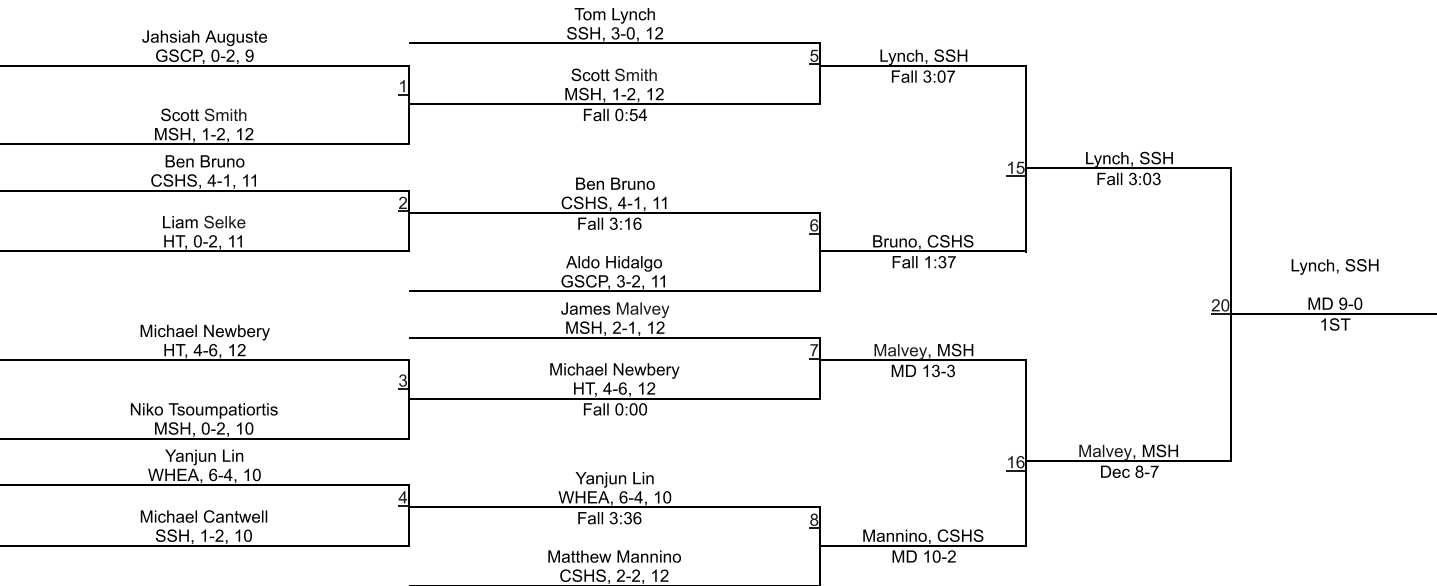 Jahsiah Auguste
GSCP, 0-2, 9
1
Scott Smith
MSH, 1-2, 12
Ben Bruno
CSHS, 4-1, 11
2
Liam Selke
HT, 0-2, 11
Michael Newbery
HT, 4-6, 12
3
Niko Tsoumpatiortis
MSH, 0-2, 10
Yanjun Lin
WHEA, 6-4, 10
4
Michael Cantwell
SSH, 1-2, 10
Tom Lynch
SSH, 3-0, 12
5
Scott Smith
MSH, 1-2, 12
Fall 0:54
Ben Bruno
CSHS, 4-1, 11
Fall 3:16
6
Aldo Hidalgo
GSCP, 3-2, 11
James Malvey
MSH, 2-1, 12
7
Michael Newbery
HT, 4-6, 12
Fall 0:00
Yanjun Lin
WHEA, 6-4, 10
Fall 3:36
8
Matthew Mannino
CSHS, 2-2, 12
Lynch, SSH
Fall 3:07
15
Bruno, CSHS
Fall 1:37
Malvey, MSH
MD 13-3
16
Mannino, CSHS
MD 10-2
Lynch, SSH
Fall 3:03
20
Malvey, MSH
Dec 8-7
Lynch, SSH
MD 9-0
1ST